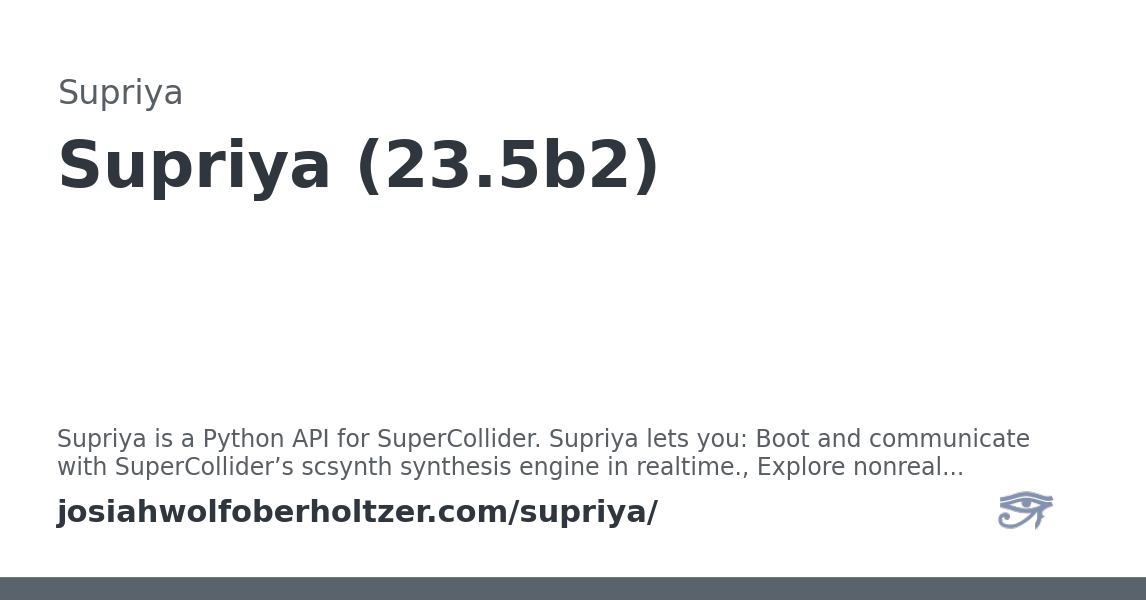 Supriya
Supriya (23.5b2)
Supriya is a Python API for SuperCollider. Supriya lets you: Boot and communicate
with SuperCollider’s scsynth synthesis engine in realtime., Explore nonreal...
josiahwolfoberholtzer.com/supriya/